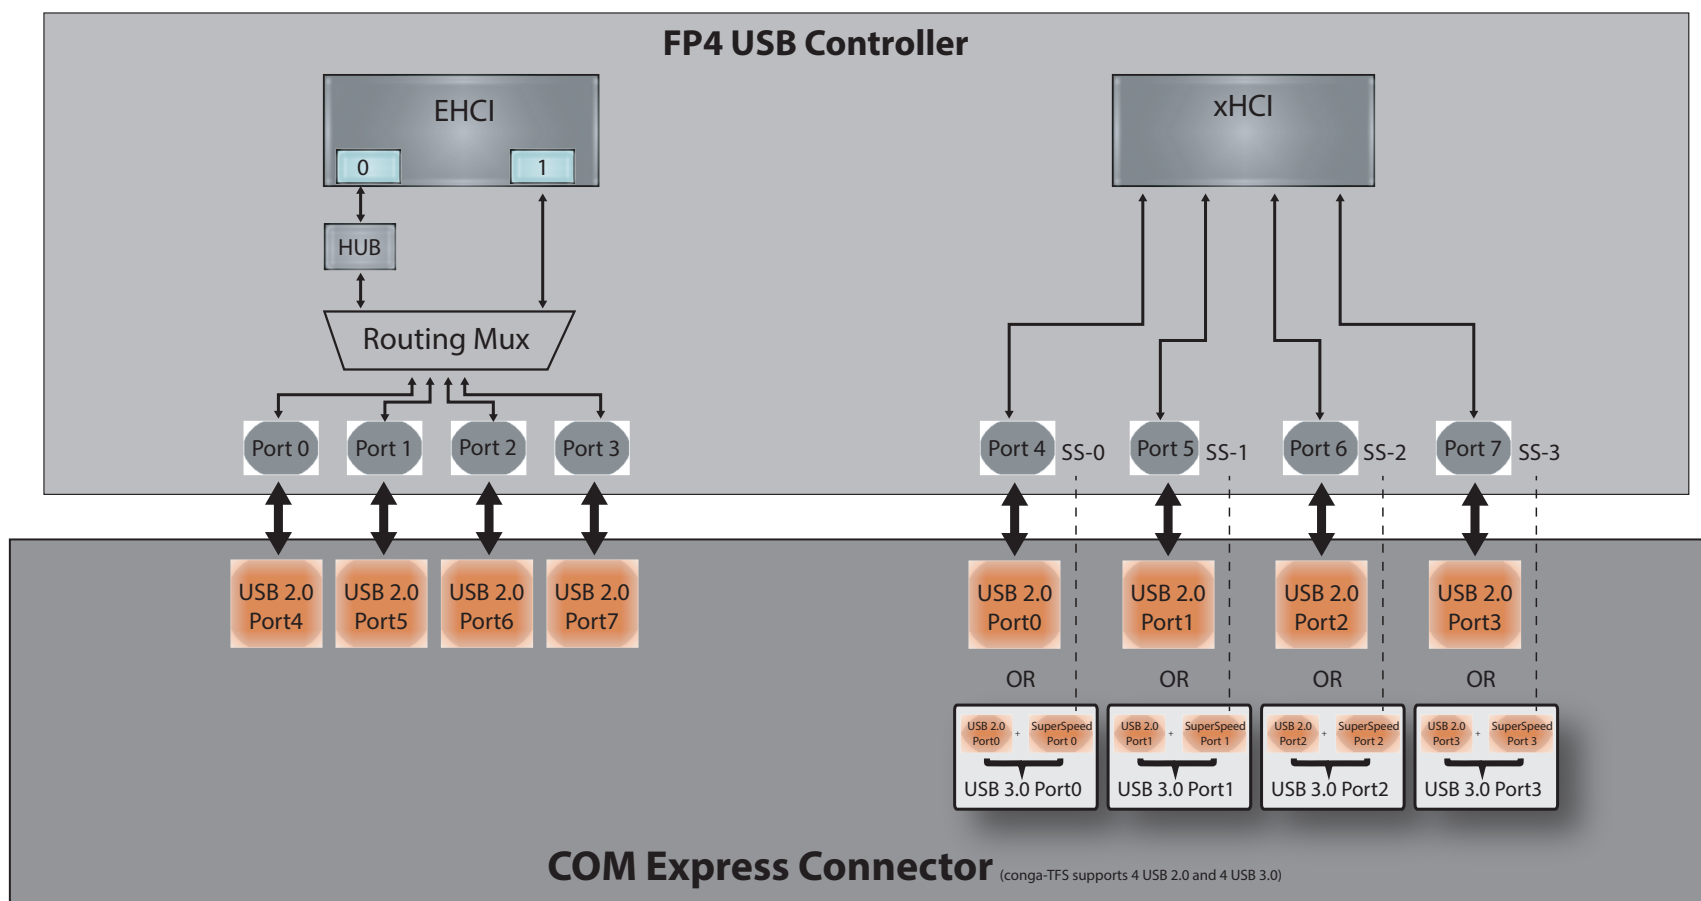 FP4 USB Controller
EHCI
0
1
HUB
Routing Mux
Port 0
Port 1
Port 2
Port 3
xHCI
Port 4
SS-0
Port 5
SS-1
Port 6
SS-2
Port 7
SS-3
USB 2.0
Port4
USB 2.0
Port5
USB 2.0
Port6
USB 2.0
Port7
USB 2.0
Port0
USB 2.0
Port1
USB 2.0
Port2
USB 2.0
Port3
OR
OR
OR
OR
USB 2.0
Port0
+
SuperSpeed
Port 0
USB 3.0 Port0
USB 2.0
Port1
+
SuperSpeed
Port 1
USB 3.0 Port1
USB 2.0
Port2
+
SuperSpeed
Port 2
USB 3.0 Port2
USB 2.0
Port3
+
SuperSpeed
Port 3
USB 3.0 Port3
COM Express Connector (conga-TFS supports 4 USB 2.0 and 4 USB 3.0)